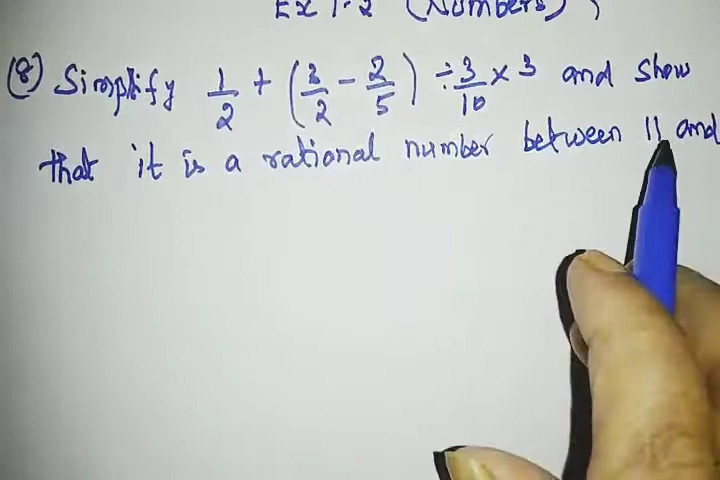 Ex 1.2 (Numbers)
(8) Simplify 1/2 + (3/2 - 2/5) ÷ 3/10 × 3 and show
that it is a rational number between 11 and